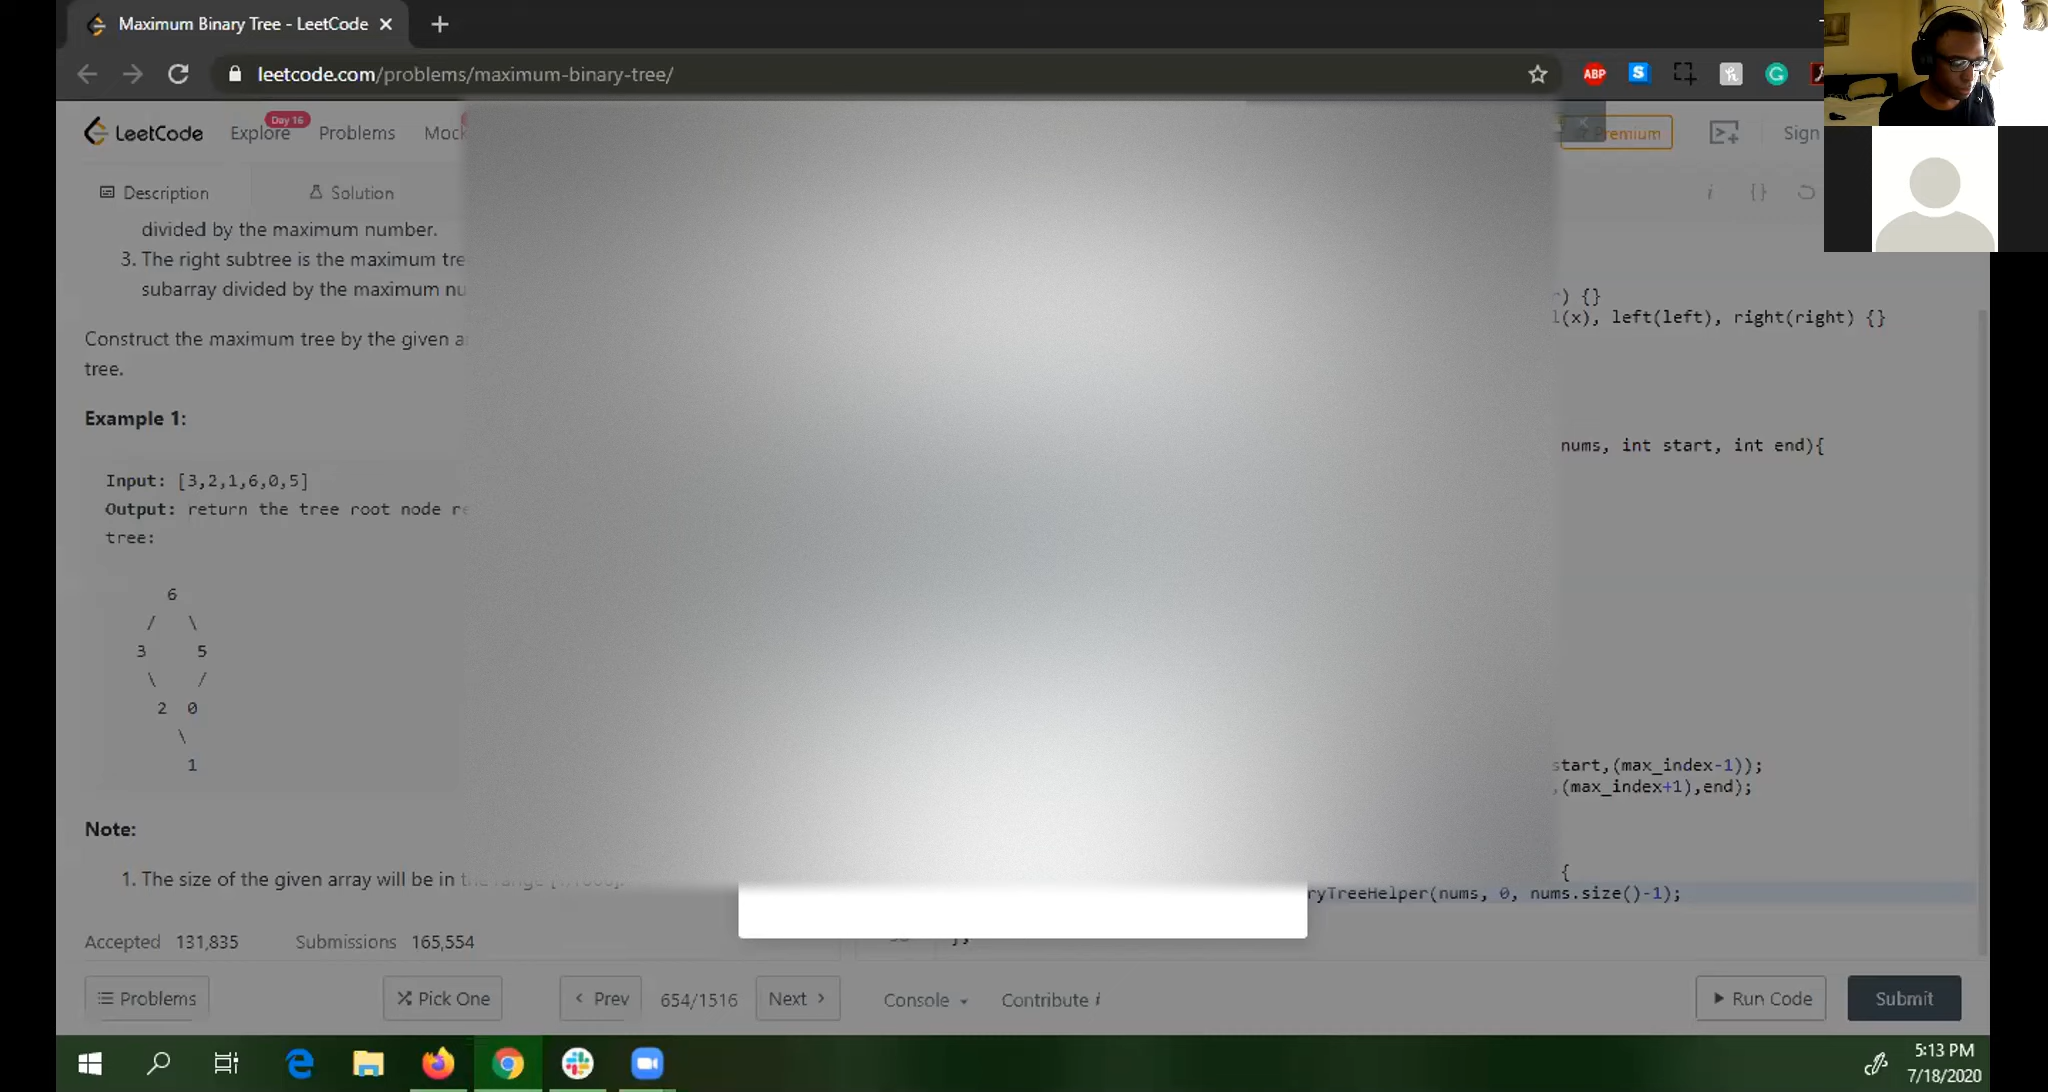 Maximum Binary Tree - LeetCode
leetcode.com/problems/maximum-binary-tree/
ABP
LeetCode Explore Day 16 Problems Mock
Premium
Sign
Description
Solution
divided by the maximum number.
3. The right subtree is the maximum tre
subarray divided by the maximum nu
Construct the maximum tree by the given a
tree.
Example 1:
Input: [3,2,1,6,0,5]
Output: return the tree root node re
tree:
6
/ \
3 5
\ /
2 0
\
1
Note:
1. The size of the given array will be in the range
Accepted 131,835 Submissions 165,554
) {}
l(x), left(left), right(right) {}
nums, int start, int end){
start,(max_index-1));
,(max_index+1),end);
{
ryTreeHelper(nums, 0, nums.size()-1);
};
Problems
Pick One
< Prev
654/1516
Next >
Console
Contribute i
Run Code
Submit
5:13 PM
7/18/2020